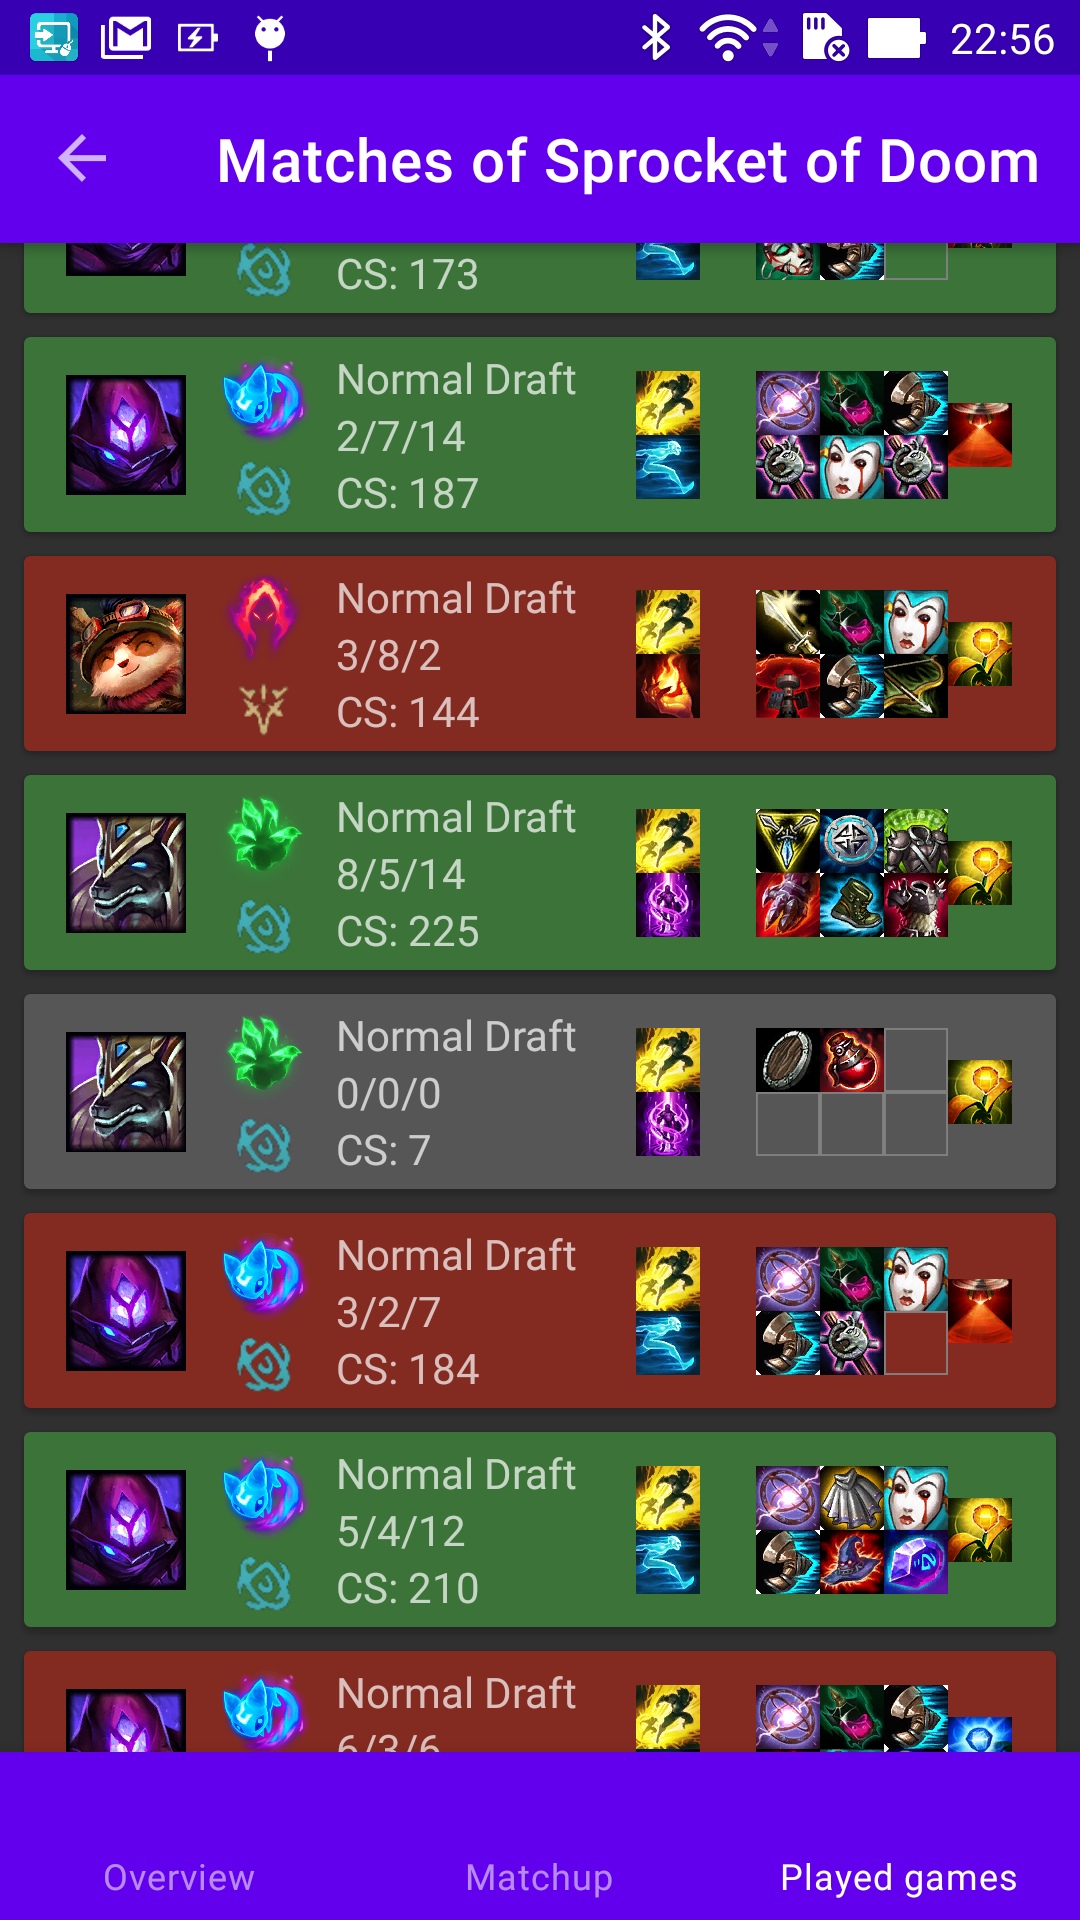 22:56
Matches of Sprocket of Doom
CS: 173
Normal Draft
2/7/14
CS: 187
Normal Draft
3/8/2
CS: 144
Normal Draft
8/5/14
CS: 225
Normal Draft
0/0/0
CS: 7
Normal Draft
3/2/7
CS: 184
Normal Draft
5/4/12
CS: 210
Normal Draft
6/3/6
Overview
Matchup
Played games